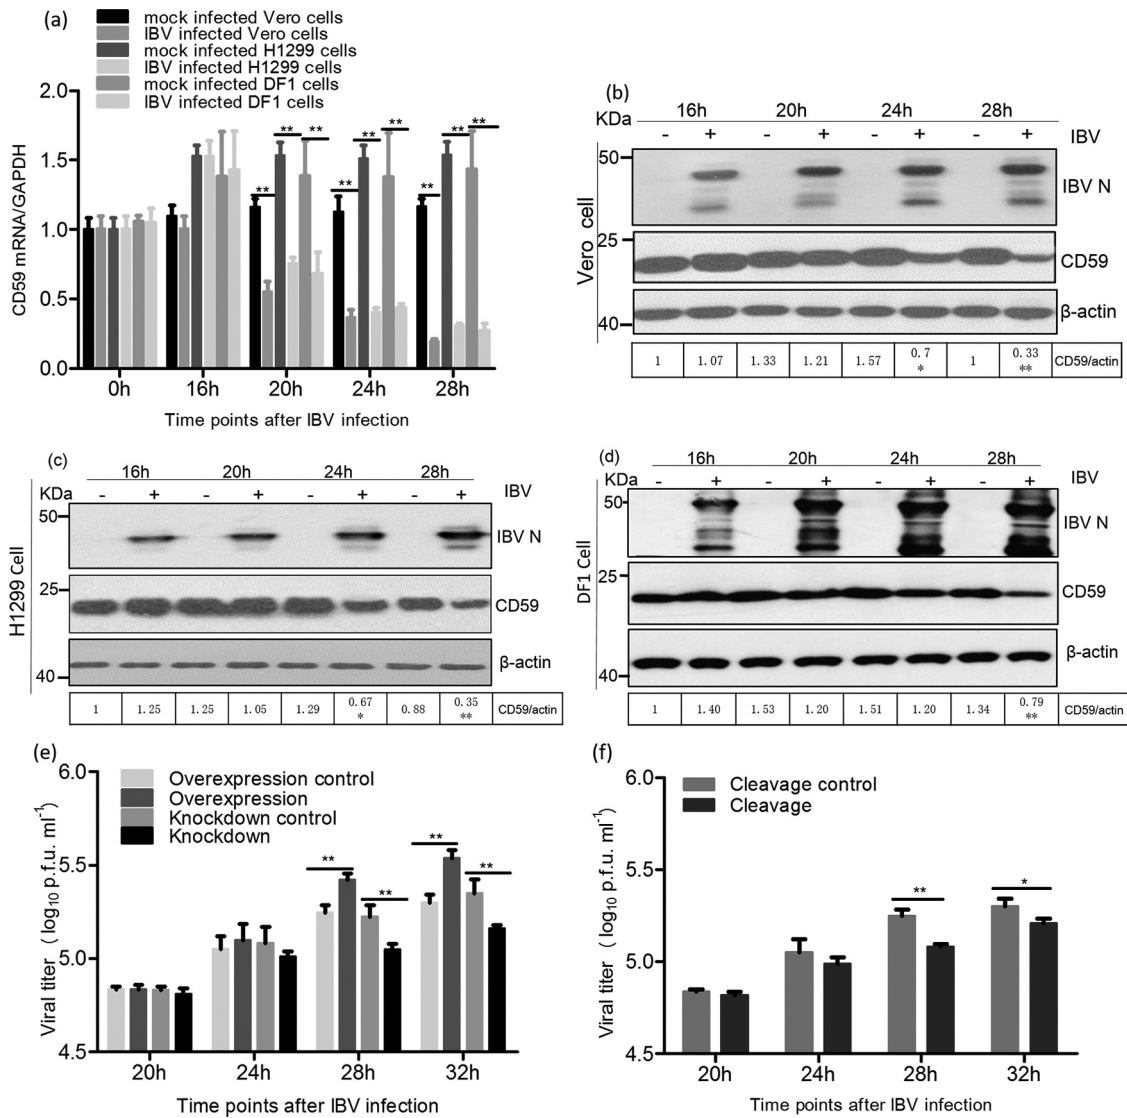 (a)
mock infected Vero cells
IBV infected Vero cells
mock infected H1299 cells
IBV infected H1299 cells
mock infected DF1 cells
IBV infected DF1 cells
CD59 mRNA/GAPDH
2.0
1.5
1.0
0.5
0.0
** ** ** ** ** **
** ** **
0h 16h 20h 24h 28h
Time points after IBV infection
(b)
16h 20h 24h 28h
KDa - + - + - + - + IBV
50
IBV N
Vero cell
25
CD59
β-actin
40
1 1.07 1.33 1.21 1.57 0.7 * 1 0.33 ** CD59/actin
(c)
16h 20h 24h 28h
KDa - + - + - + - + IBV
50
IBV N
H1299 Cell
25
CD59
β-actin
40
1 1.25 1.25 1.05 1.29 0.67 * 0.88 0.35 ** CD59/actin
(d)
16h 20h 24h 28h
KDa - + - + - + - + IBV
50
IBV N
DF1 Cell
25
CD59
β-actin
40
1 1.40 1.53 1.20 1.51 1.20 1.34 0.79 ** CD59/actin
(e)
Overexpression control
Overexpression
Knockdown control
Knockdown
Viral titer ( log10 p.f.u. ml-1)
6.0
5.5
5.0
4.5
** ** ** **
20h 24h 28h 32h
Time points after IBV infection
(f)
Cleavage control
Cleavage
Viral titer ( log10 p.f.u. ml-1)
6.0
5.5
5.0
4.5
** *
20h 24h 28h 32h
Time points after IBV infection